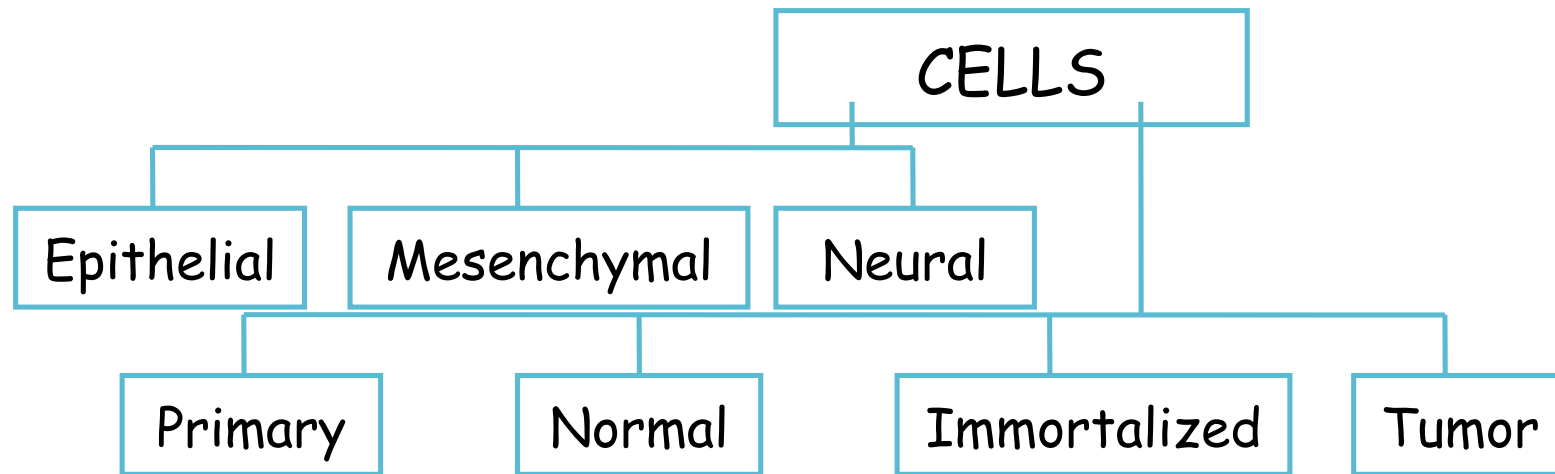 CELLS
Epithelial
Mesenchymal
Neural
Primary
Normal
Immortalized
Tumor